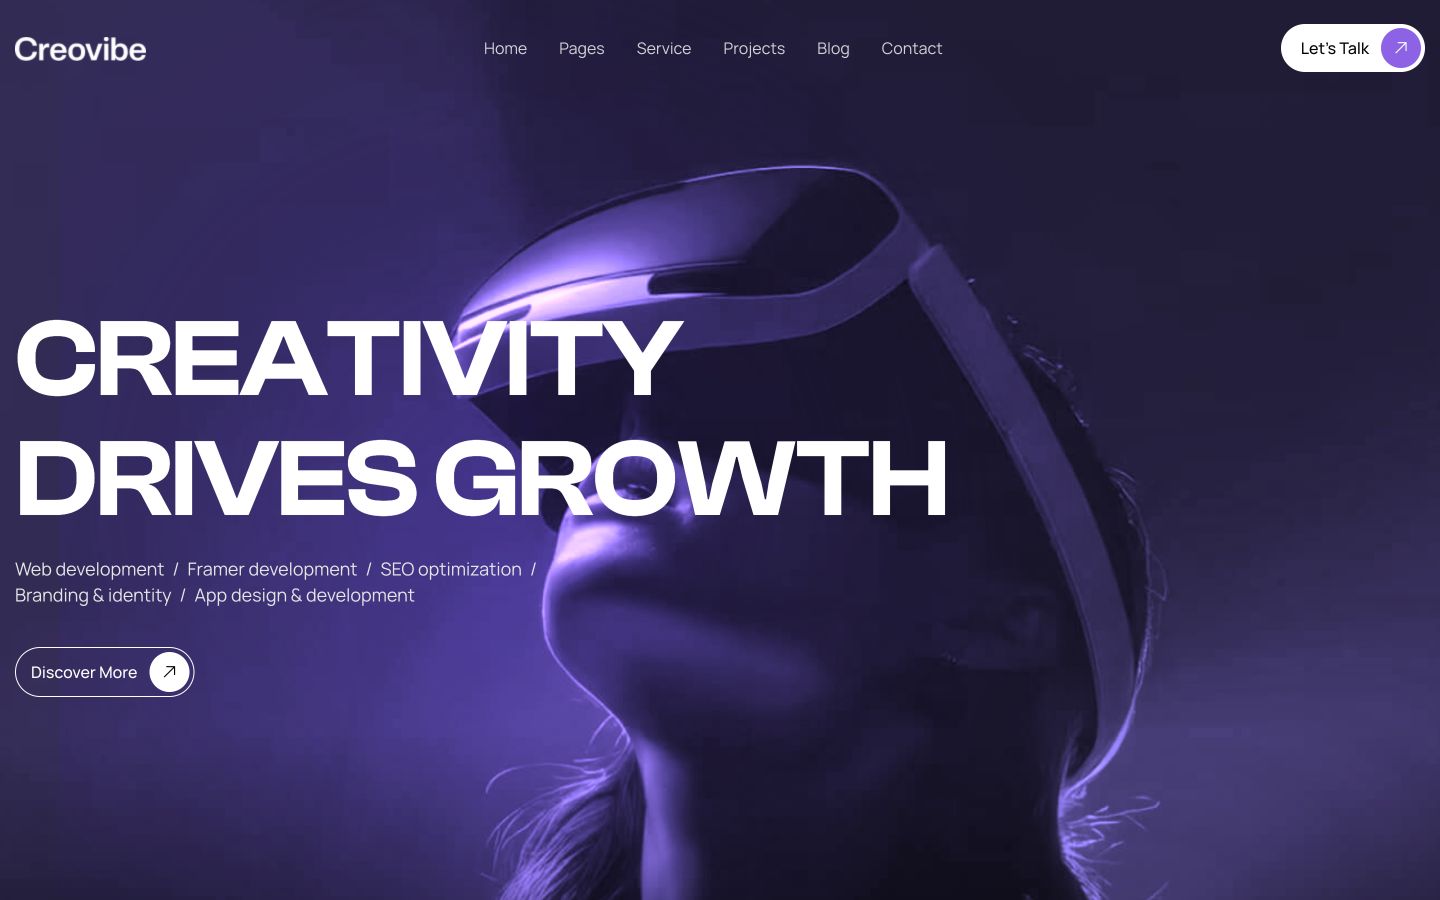 Creovibe
Home Pages Service Projects Blog Contact
Let's Talk
CREATIVITY
DRIVES GROWTH
Web development / Framer development / SEO optimization /
Branding & identity / App design & development
Discover More